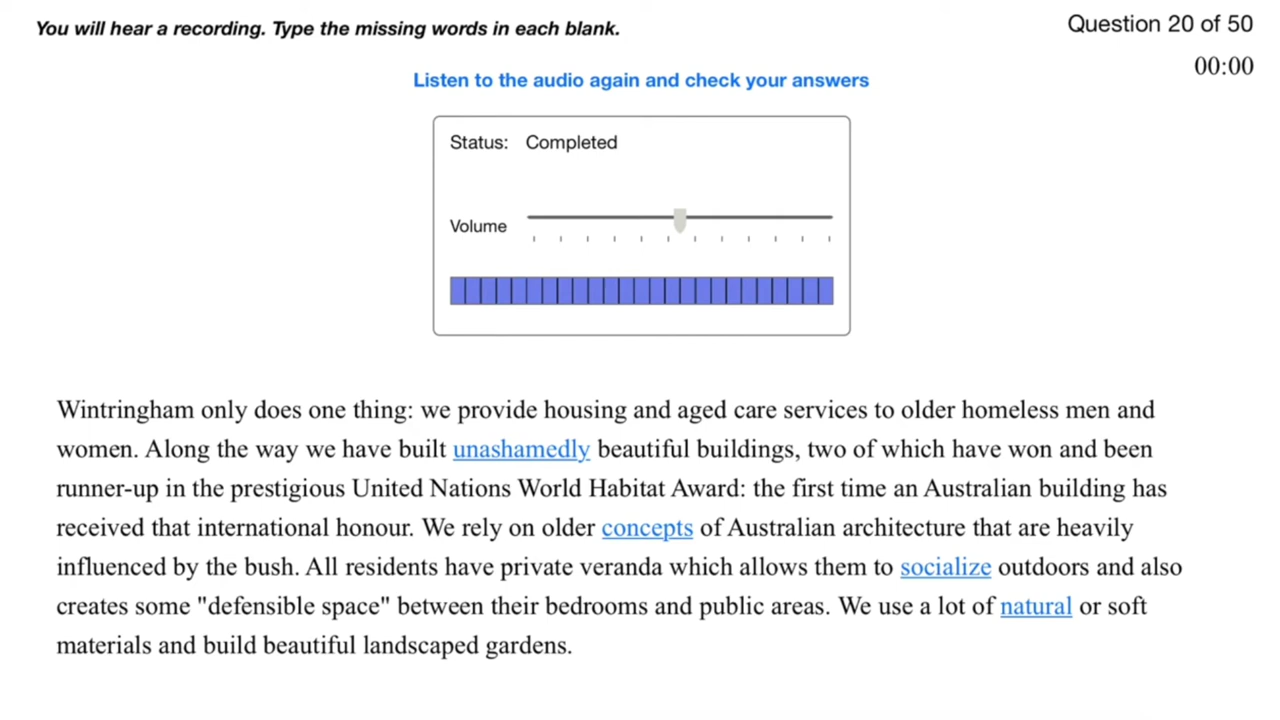 You will hear a recording. Type the missing words in each blank.
Question 20 of 50
00:00
Listen to the audio again and check your answers
Status: Completed
Volume
Wintringham only does one thing: we provide housing and aged care services to older homeless men and
women. Along the way we have built unashamedly beautiful buildings, two of which have won and been
runner-up in the prestigious United Nations World Habitat Award: the first time an Australian building has
received that international honour. We rely on older concepts of Australian architecture that are heavily
influenced by the bush. All residents have private veranda which allows them to socialize outdoors and also
creates some "defensible space" between their bedrooms and public areas. We use a lot of natural or soft
materials and build beautiful landscaped gardens.